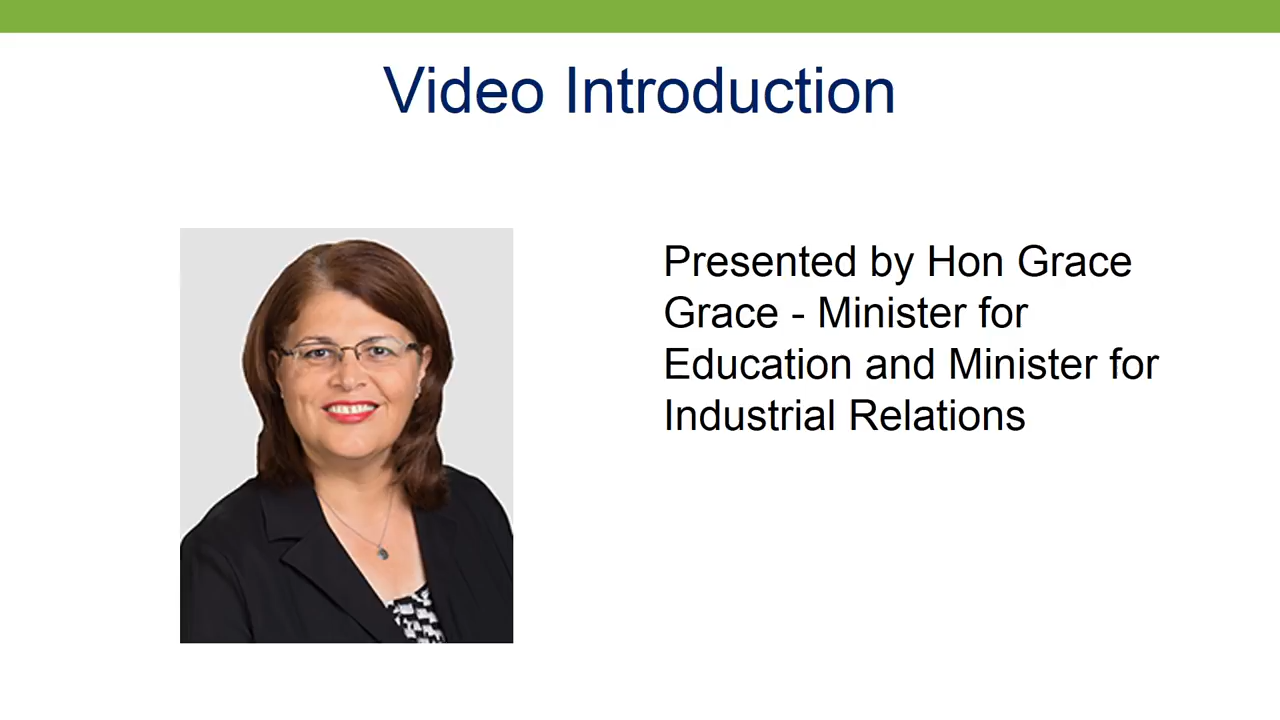 Video Introduction
Presented by Hon Grace
Grace - Minister for
Education and Minister for
Industrial Relations